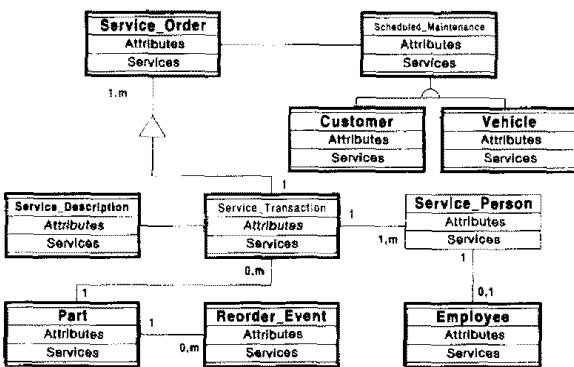 Service_Order
Attributes
Services
Scheduled_Maintenance
Attributes
Services
1,m
Customer
Attributes
Services
Vehicle
Attributes
Services
1
Service_Description
Attributes
Services
Service_Transaction
Attributes
Services
1
1,m
Service_Person
Attributes
Services
0,m
1
1
0,1
Part
Attributes
Services
1
0,m
Reorder_Event
Attributes
Services
Employee
Attributes
Services